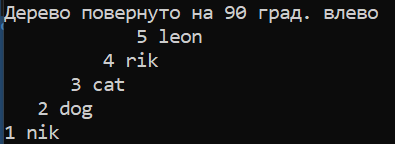 Дерево повернуто на 90 град. влево
5 leon
4 rik
3 cat
2 dog
1 nik